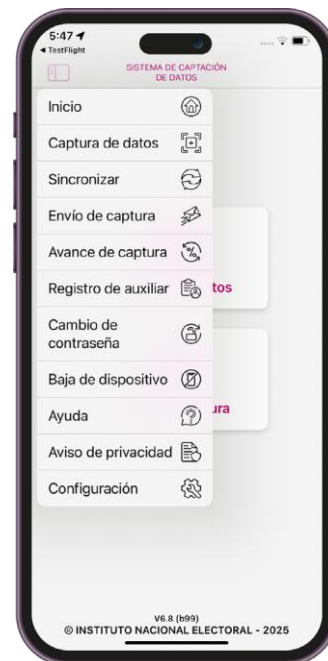 5:47
◀ TestFlight
SISTEMA DE CAPTACIÓN
DE DATOS
Inicio
Captura de datos
Sincronizar
Envío de captura
Avance de captura
Registro de auxiliar
tos
Cambio de
contraseña
Baja de dispositivo
Ayuda
ura
Aviso de privacidad
Configuración
V6.8 (b99)
© INSTITUTO NACIONAL ELECTORAL - 2025